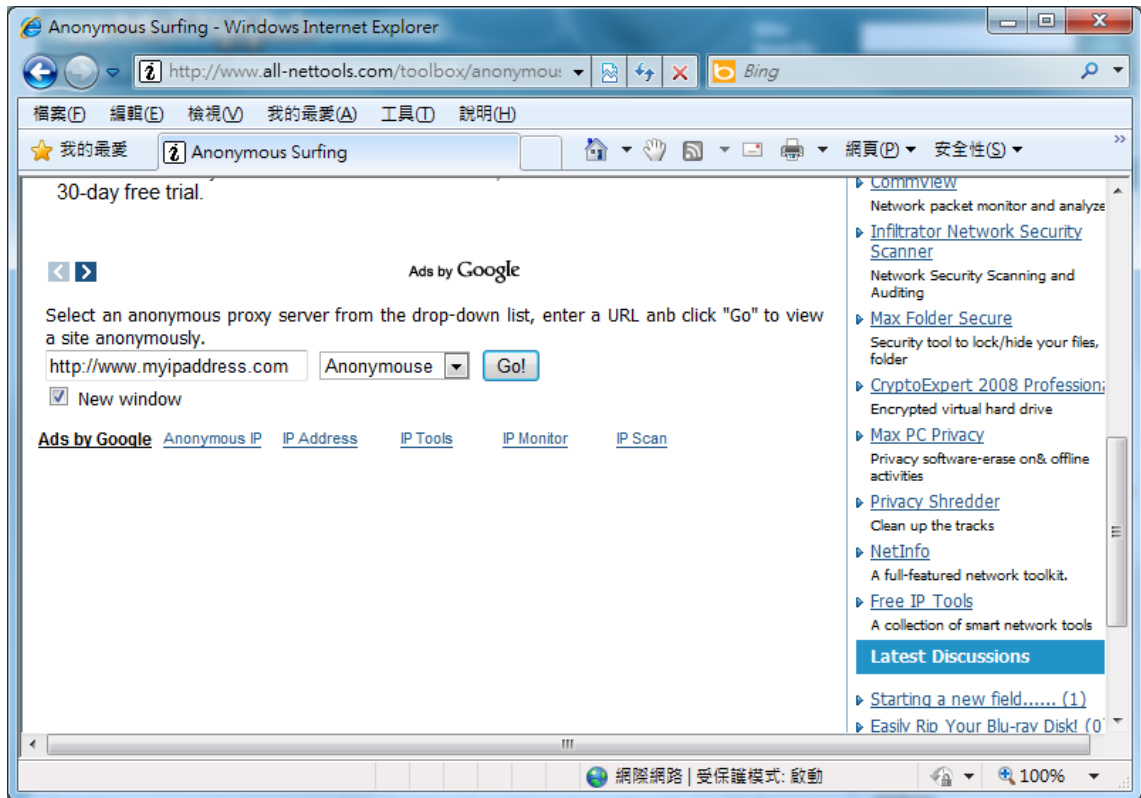 Anonymous Surfing - Windows Internet Explorer
http://www.all-nettools.com/toolbox/anonymou
Bing
檔案(F) 編輯(E) 檢視(V) 我的最愛(A) 工具(T) 說明(H)
我的最愛 Anonymous Surfing 網頁(P) 安全性(S)
30-day free trial.
Ads by Google
Select an anonymous proxy server from the drop-down list, enter a URL anb click "Go" to view
a site anonymously.
http://www.myipaddress.com Anonymouse Go!
New window
Ads by Google Anonymous IP IP Address IP Tools IP Monitor IP Scan
CommView
Network packet monitor and analyze
Infiltrator Network Security
Scanner
Network Security Scanning and
Auditing
Max Folder Secure
Security tool to lock/hide your files,
folder
CryptoExpert 2008 Profession
Encrypted virtual hard drive
Max PC Privacy
Privacy software-erase on& offline
activities
Privacy Shredder
Clean up the tracks
NetInfo
A full-featured network toolkit.
Free IP Tools
A collection of smart network tools
Latest Discussions
Starting a new field...... (1)
Easily Rip Your Blu-ray Disk! (0
網際網路 | 受保護模式: 啟動 100%